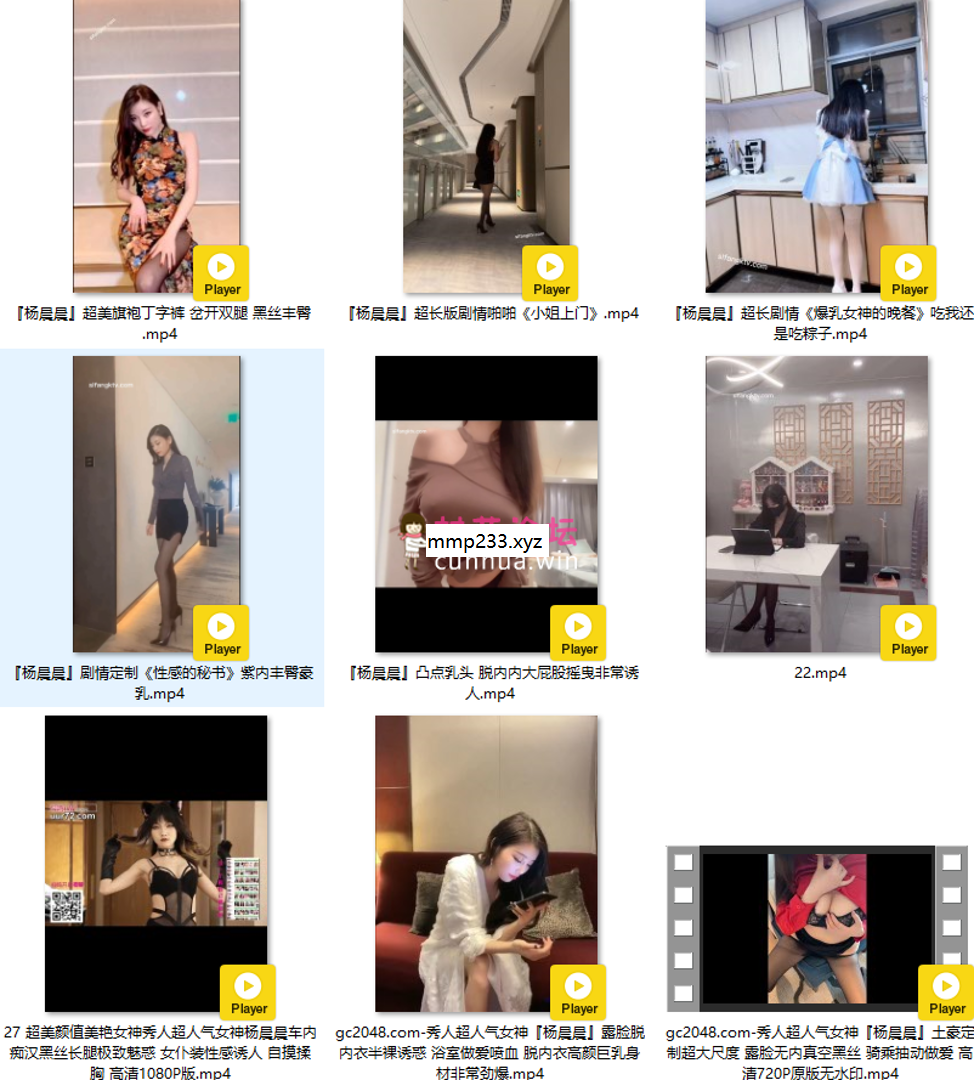 Player
Player
Player
『杨晨晨』超美旗袍丁字裤 岔开双腿 黑丝丰臀
.mp4
『杨晨晨』超长版剧情啪啪《小姐上门》.mp4
『杨晨晨』超长剧情《爆乳女神的晚餐》吃我还
是吃粽子.mp4
aifangktv.com
mmp233.xyz
cunhua.win
Player
Player
Player
『杨晨晨』剧情定制《性感的秘书》紫内丰臀豪
乳.mp4
『杨晨晨』凸点乳头 脱内内大屁股摇曳非常诱
人.mp4
22.mp4
uur72.com
Player
Player
Player
27 超美颜值美艳女神秀人超人气女神杨晨晨车内
痴汉黑丝长腿极致魅惑 女仆装性感诱人 自摸揉
胸 高清1080P版.mp4
gc2048.com-秀人超人气女神『杨晨晨』露脸脱
内衣半裸诱惑 浴室做爱喷血 脱内衣高颜巨乳身
材非常劲爆.mp4
gc2048.com-秀人超人气女神『杨晨晨』土豪定
制超大尺度 露脸无内真空黑丝 骑乘抽动做爱 高
清720P原版无水印.mp4